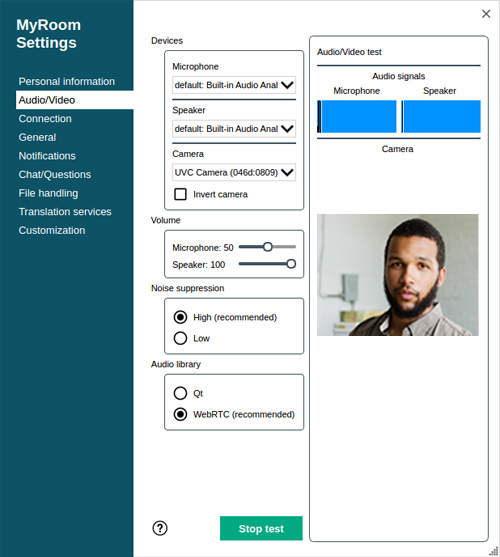 MyRoom
Settings
Personal information
Audio/Video
Connection
General
Notifications
Chat/Questions
File handling
Translation services
Customization
Devices
Microphone
default: Built-in Audio Anal
Speaker
default: Built-in Audio Anal
Camera
UVC Camera (046d:0809)
Invert camera
Volume
Microphone: 50
Speaker: 100
Noise suppression
High (recommended)
Low
Audio library
Qt
WebRTC (recommended)
?
Stop test
Audio/Video test
Audio signals
Microphone Speaker
Camera